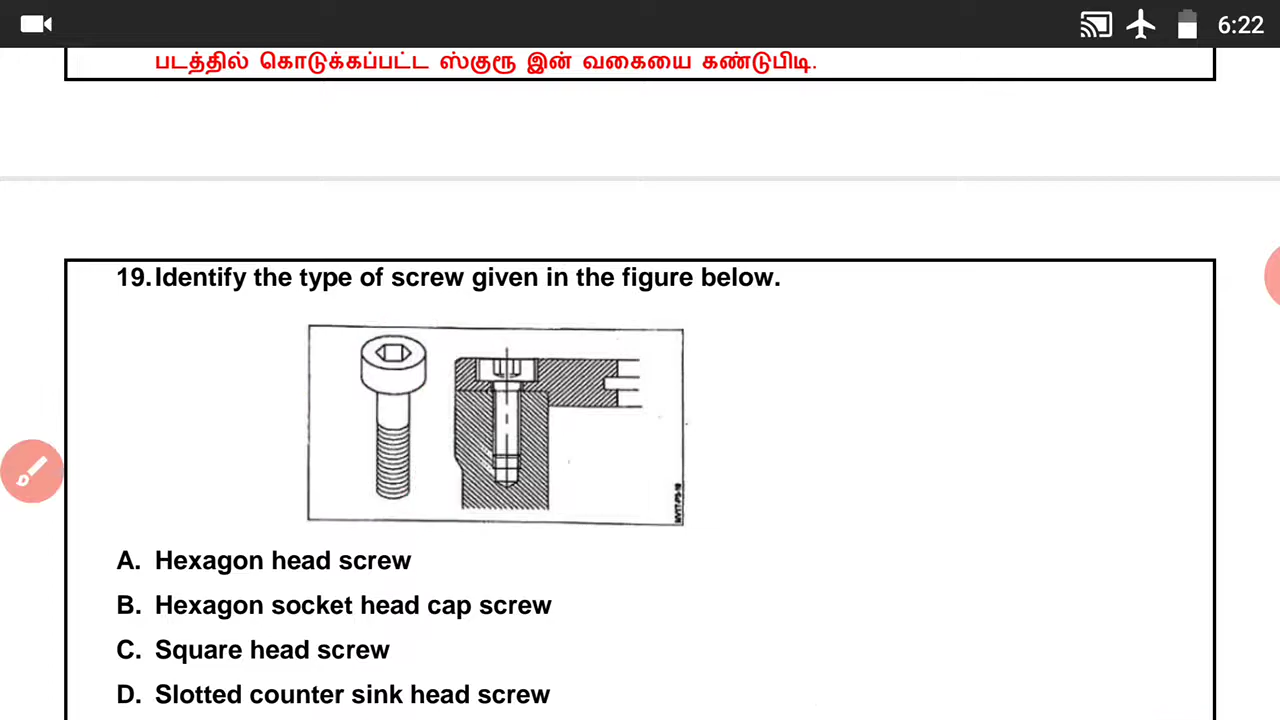 6:22
படத்தில் கொடுக்கப்பட்ட ஸ்குரூ இன் வகையை கண்டுபிடி.
19. Identify the type of screw given in the figure below.
A. Hexagon head screw
B. Hexagon socket head cap screw
C. Square head screw
D. Slotted counter sink head screw